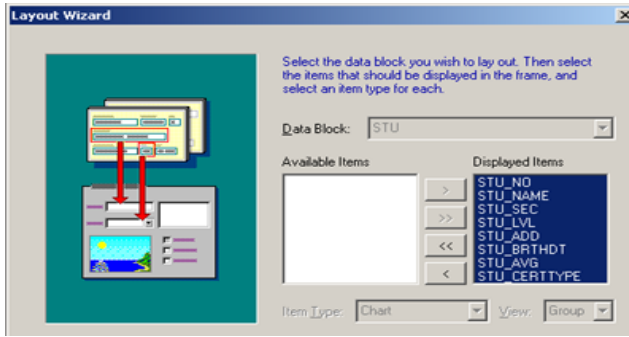 Layout Wizard
Select the data block you wish to lay out. Then select
the items that should be displayed in the frame, and
select an item type for each.
Data Block: STU
Available Items Displayed Items
> STU_NO
STU_NAME
>> STU_SEC
STU_LVL
<< STU_ADD
STU_BRTHDT
< STU_AVG
STU_CERTTYPE
Item Type: Chart View: Group